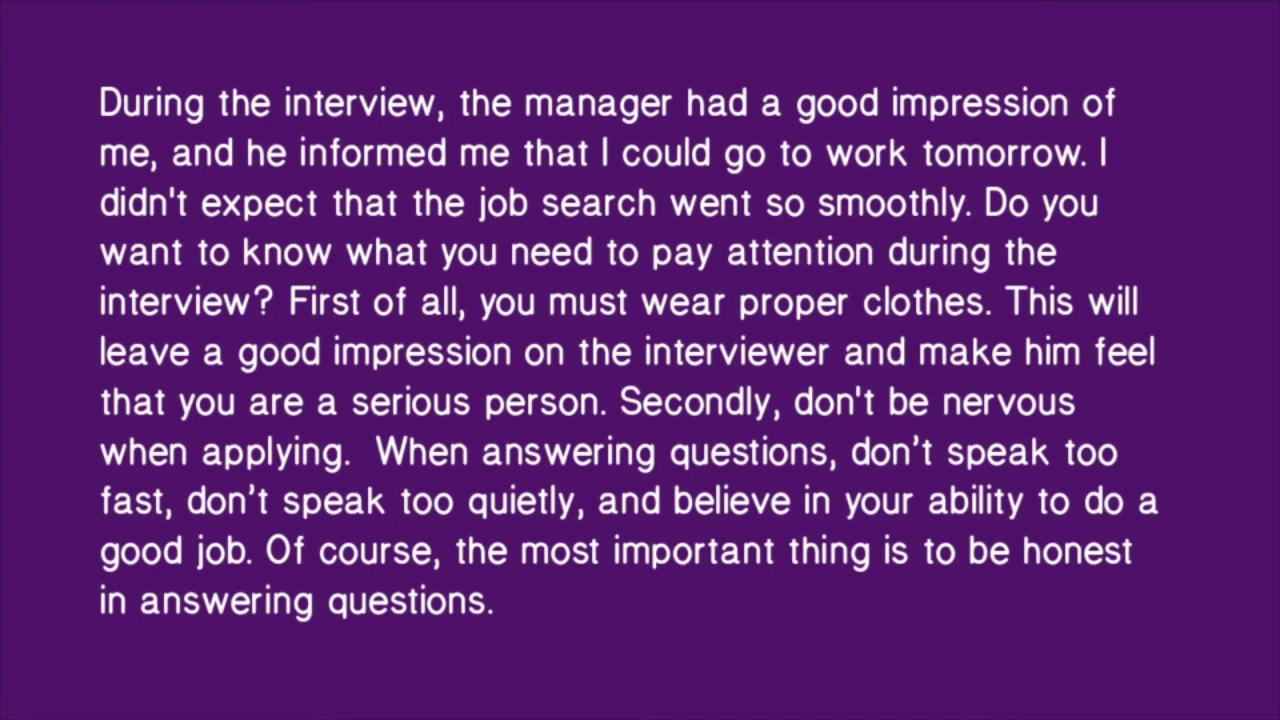 During the interview, the manager had a good impression of
me, and he informed me that I could go to work tomorrow. I
didn't expect that the job search went so smoothly. Do you
want to know what you need to pay attention during the
interview? First of all, you must wear proper clothes. This will
leave a good impression on the interviewer and make him feel
that you are a serious person. Secondly, don't be nervous
when applying.  When answering questions, don’t speak too
fast, don’t speak too quietly, and believe in your ability to do a
good job. Of course, the most important thing is to be honest
in answering questions.